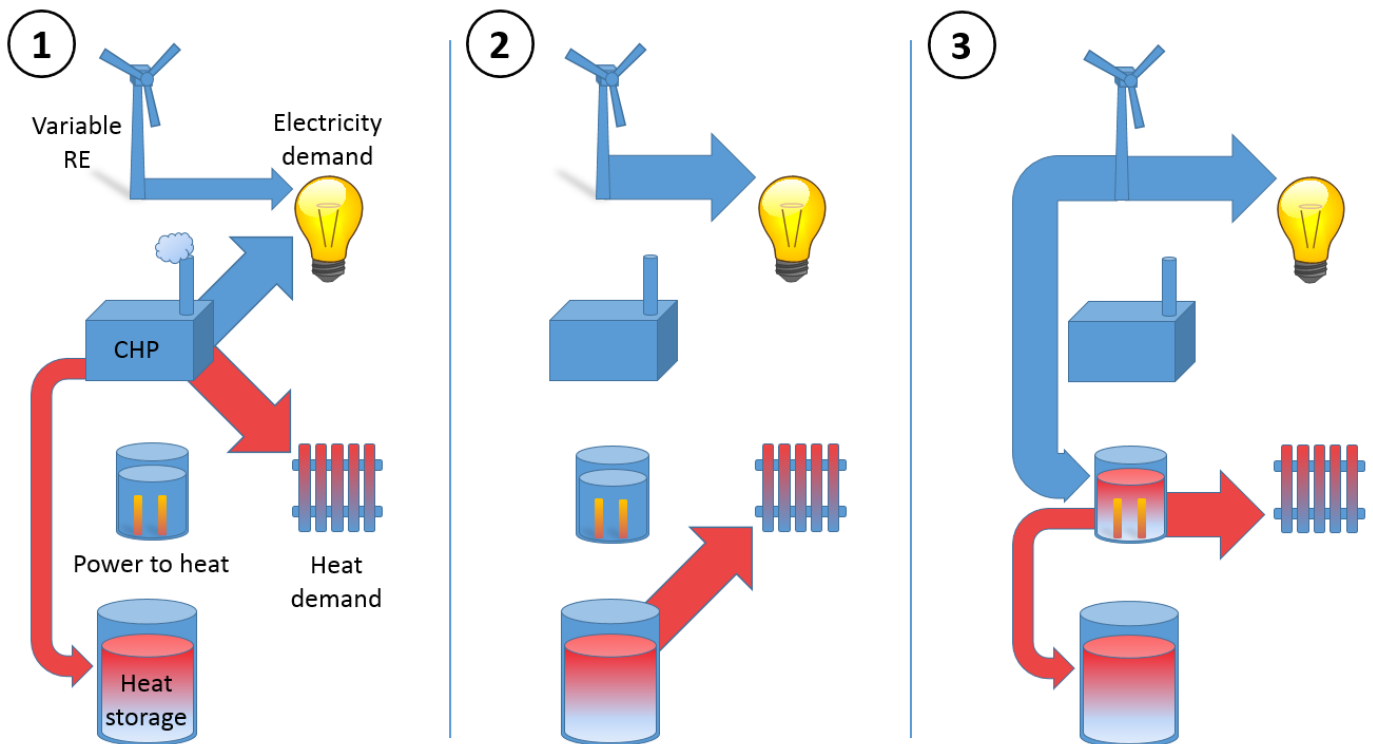 1
2
3
Variable
RE
Electricity
demand
CHP
Power to heat
Heat
demand
Heat
storage